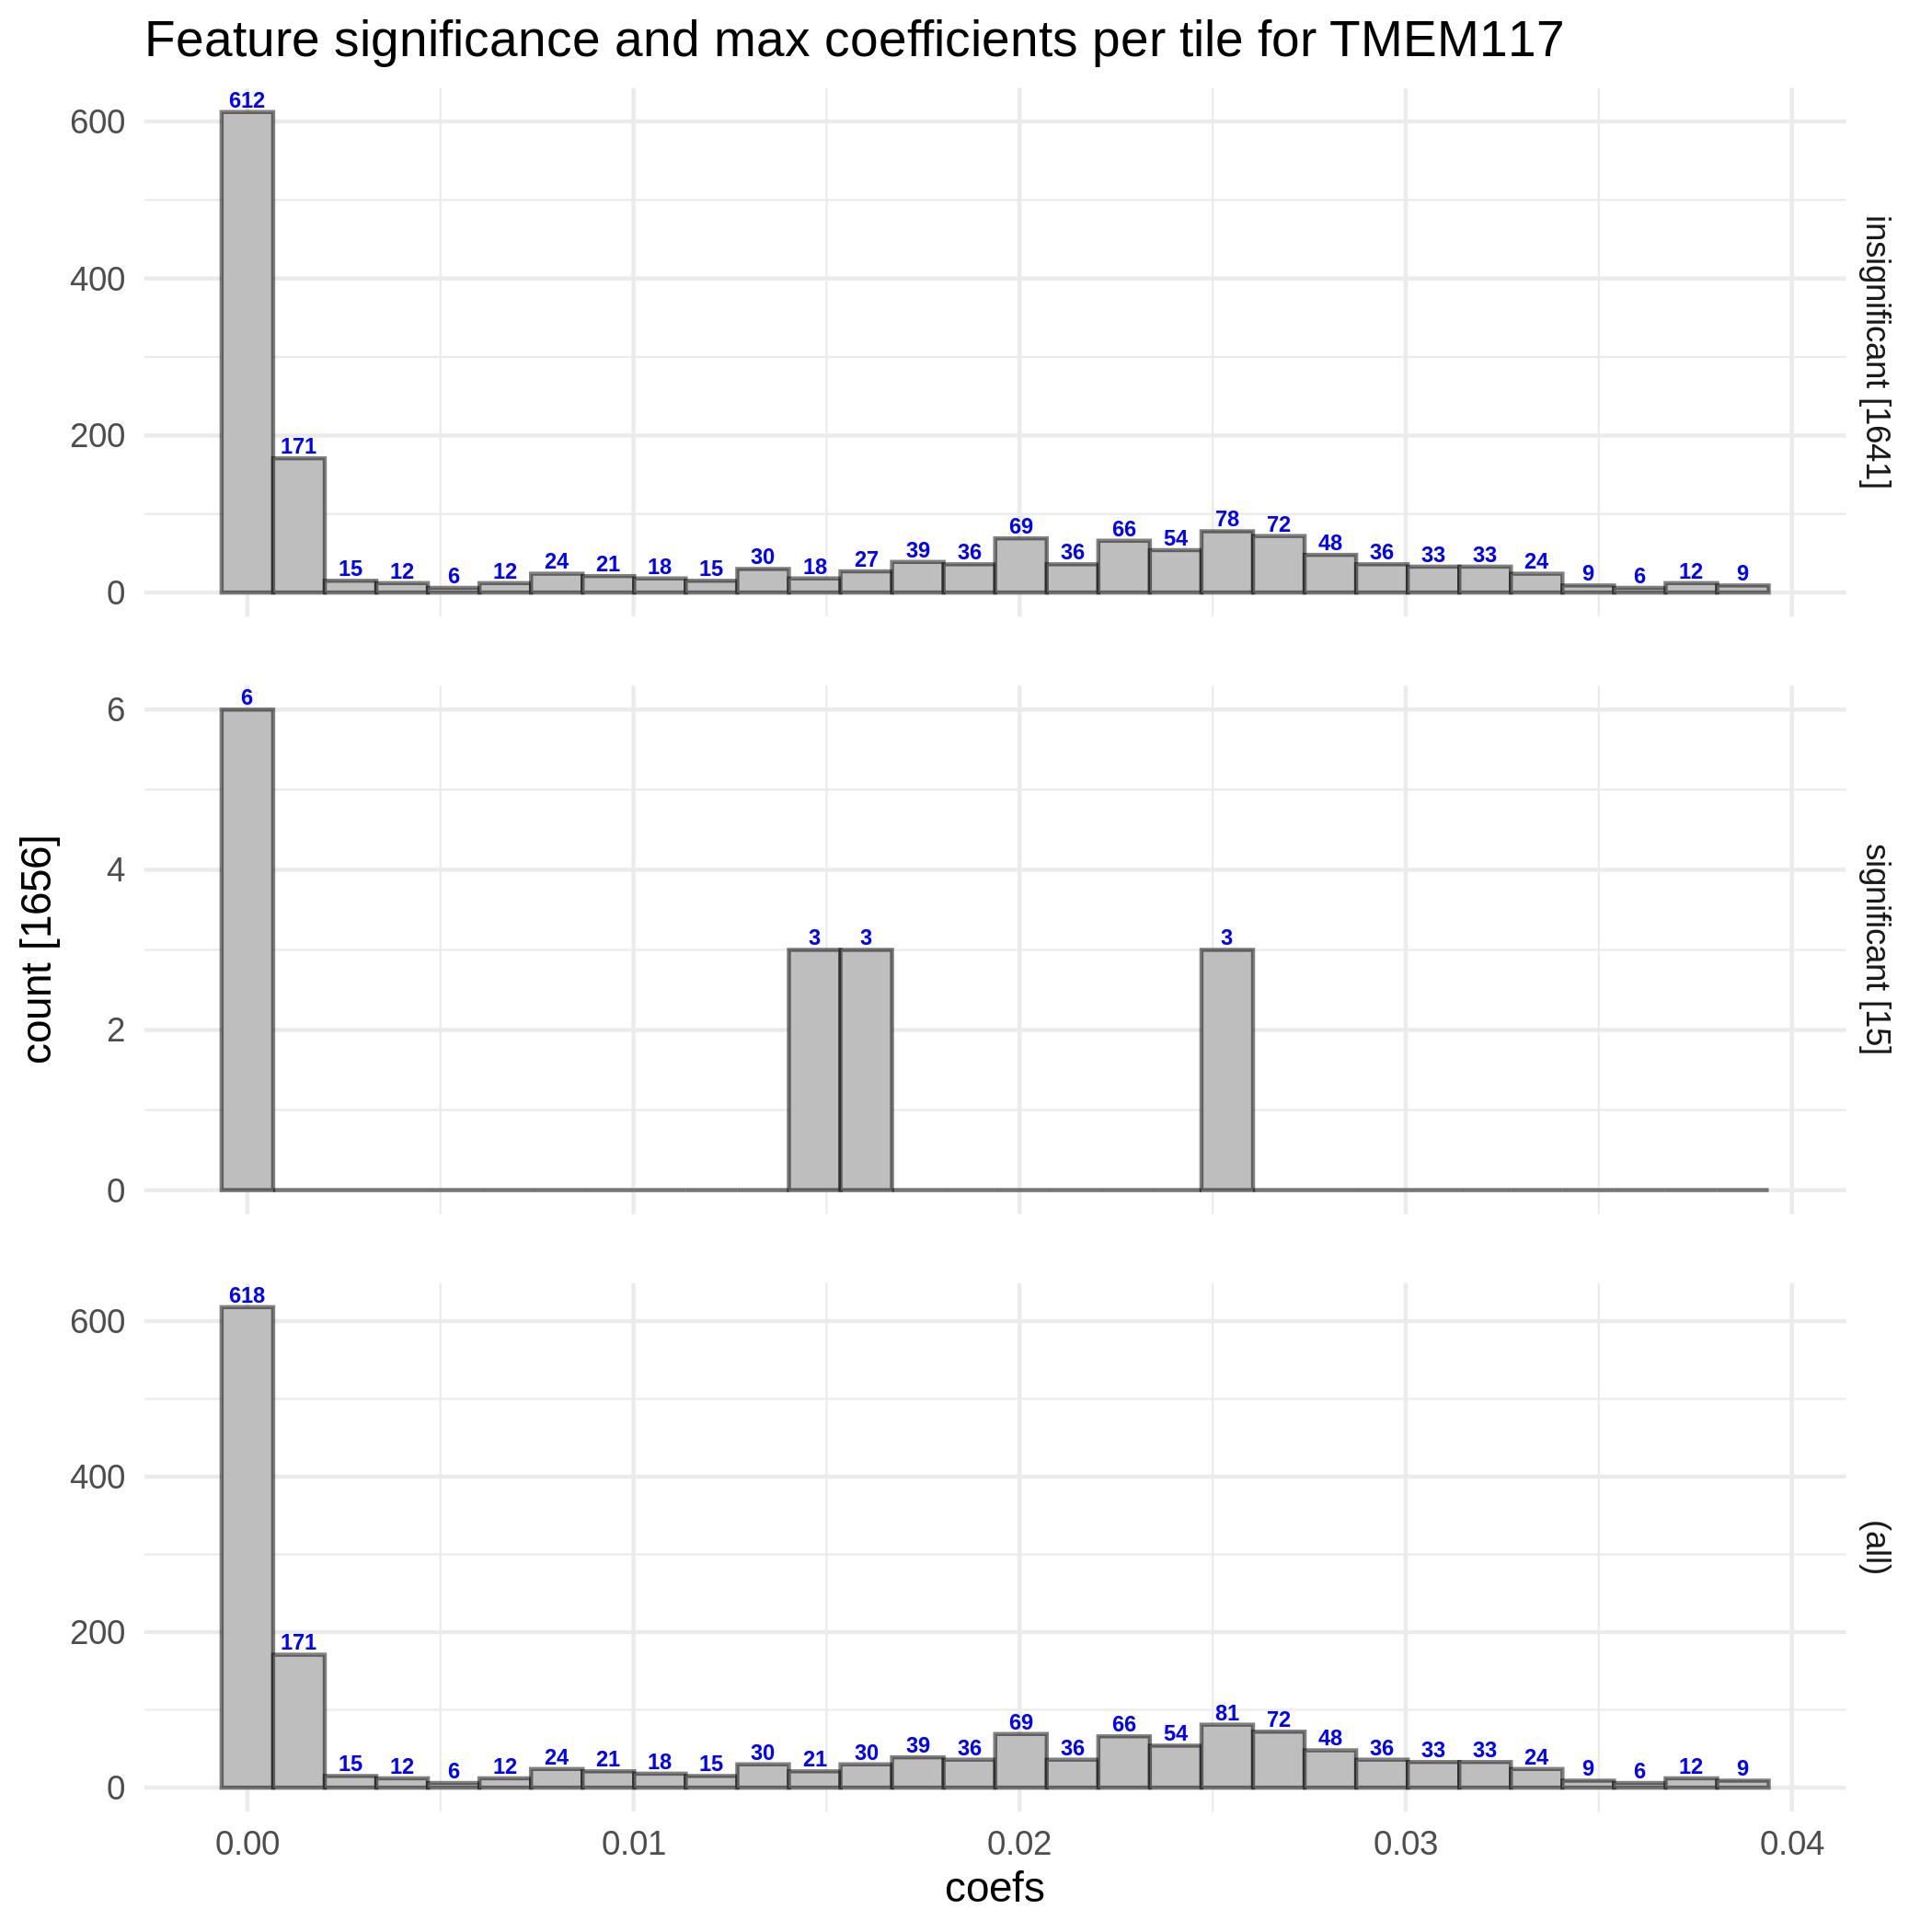 Feature significance and max coefficients per tile for TMEM117
612
600
400
200
0
171
15 12 6 12 24 21 18 15 30 18 27 39 36 69 36 66 54 78 72 48 36 33 33 24 9 6 12 9
insignificant [1641]
count [1656]
6
6
4
2
0
3 3 3
significant [15]
618
600
400
200
0
171
15 12 6 12 24 21 18 15 30 21 30 39 36 69 36 66 54 81 72 48 36 33 33 24 9 6 12 9
(all)
0.00 0.01 0.02 0.03 0.04
coefs